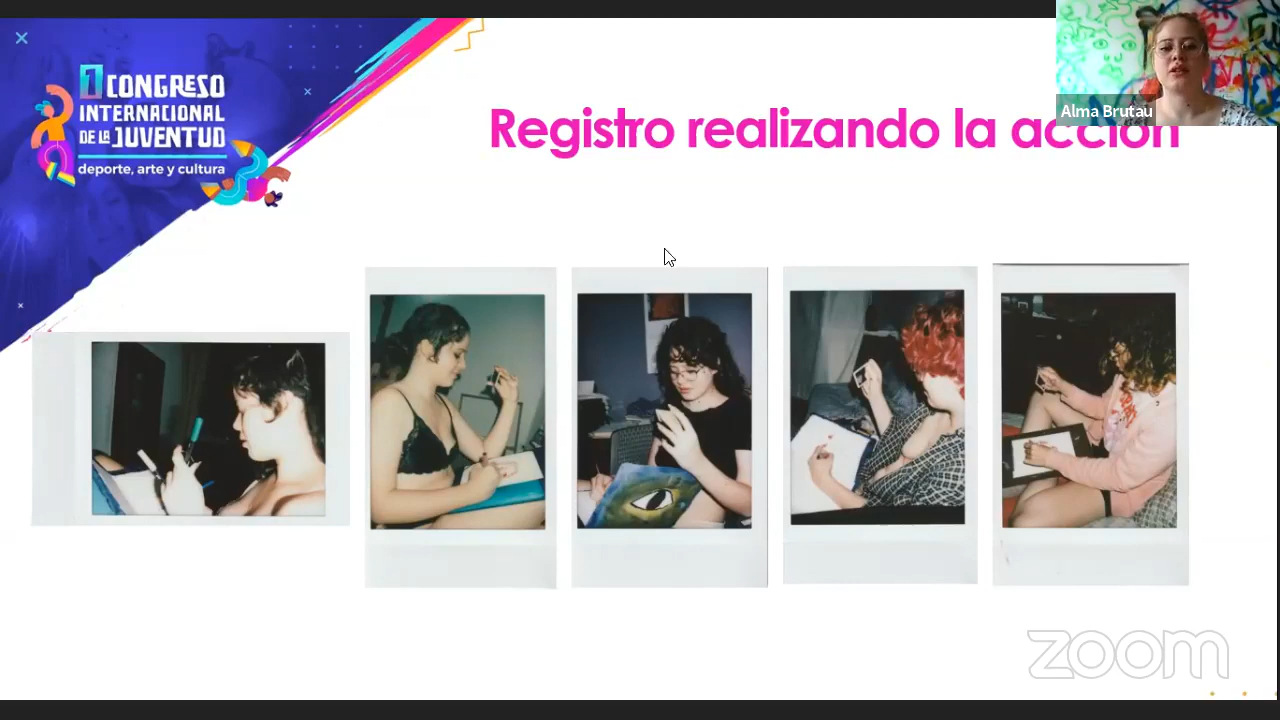 1 CONGRESO
INTERNACIONAL
DE LA JUVENTUD
deporte, arte y cultura
Registro realizando la acción
Alma Brutau
zoom